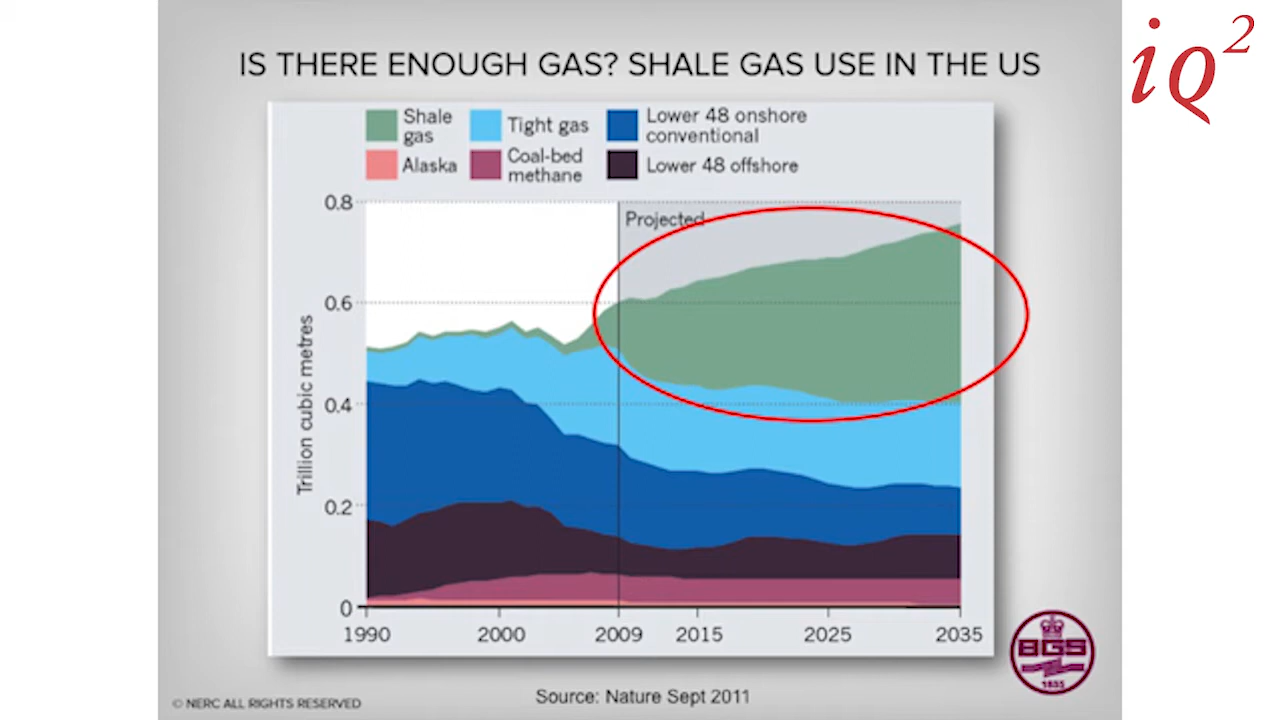 iq2
IS THERE ENOUGH GAS? SHALE GAS USE IN THE US
Shale
gas
Tight gas
Lower 48 onshore
conventional
Alaska
Coal-bed
methane
Lower 48 offshore
0.8
Projected
0.6
0.4
0.2
0
Trillion cubic metres
1990
2000
2009
2015
2025
2035
BGS
1835
Source: Nature Sept 2011
© NERC ALL RIGHTS RESERVED